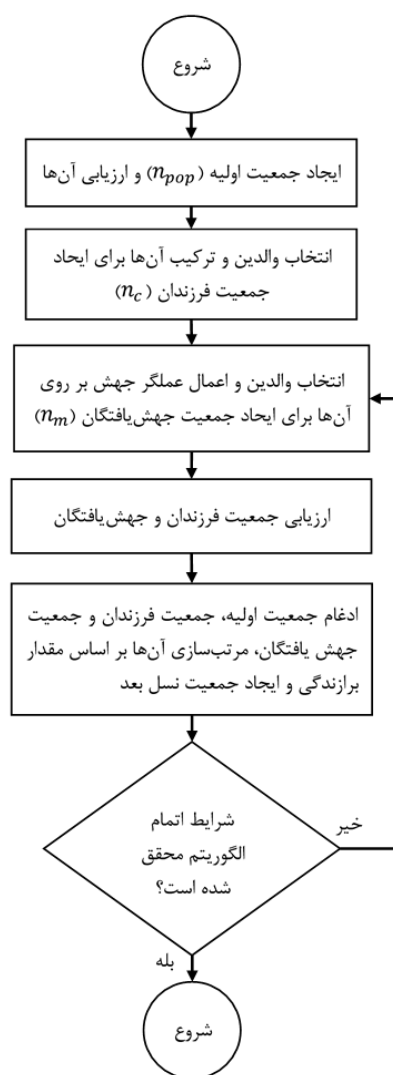 شروع
ایجاد جمعیت اولیه (n_pop) و ارزیابی آن‌ها
انتخاب والدین و ترکیب آن‌ها برای ایحاد
جمعیت فرزندان (n_c)
انتخاب والدین و اعمال عملگر جهش بر روی
آن‌ها برای ایحاد جمعیت جهش‌یافتگان (n_m)
ارزیابی جمعیت فرزندان و جهش‌یافتگان
ادغام جمعیت اولیه، جمعیت فرزندان و جمعیت
جهش یافتگان، مرتب‌سازی آن‌ها بر اساس مقدار
برازندگی و ایجاد جمعیت نسل بعد
شرایط اتمام
الگوریتم محقق
شده است؟
خیر
بله
شروع